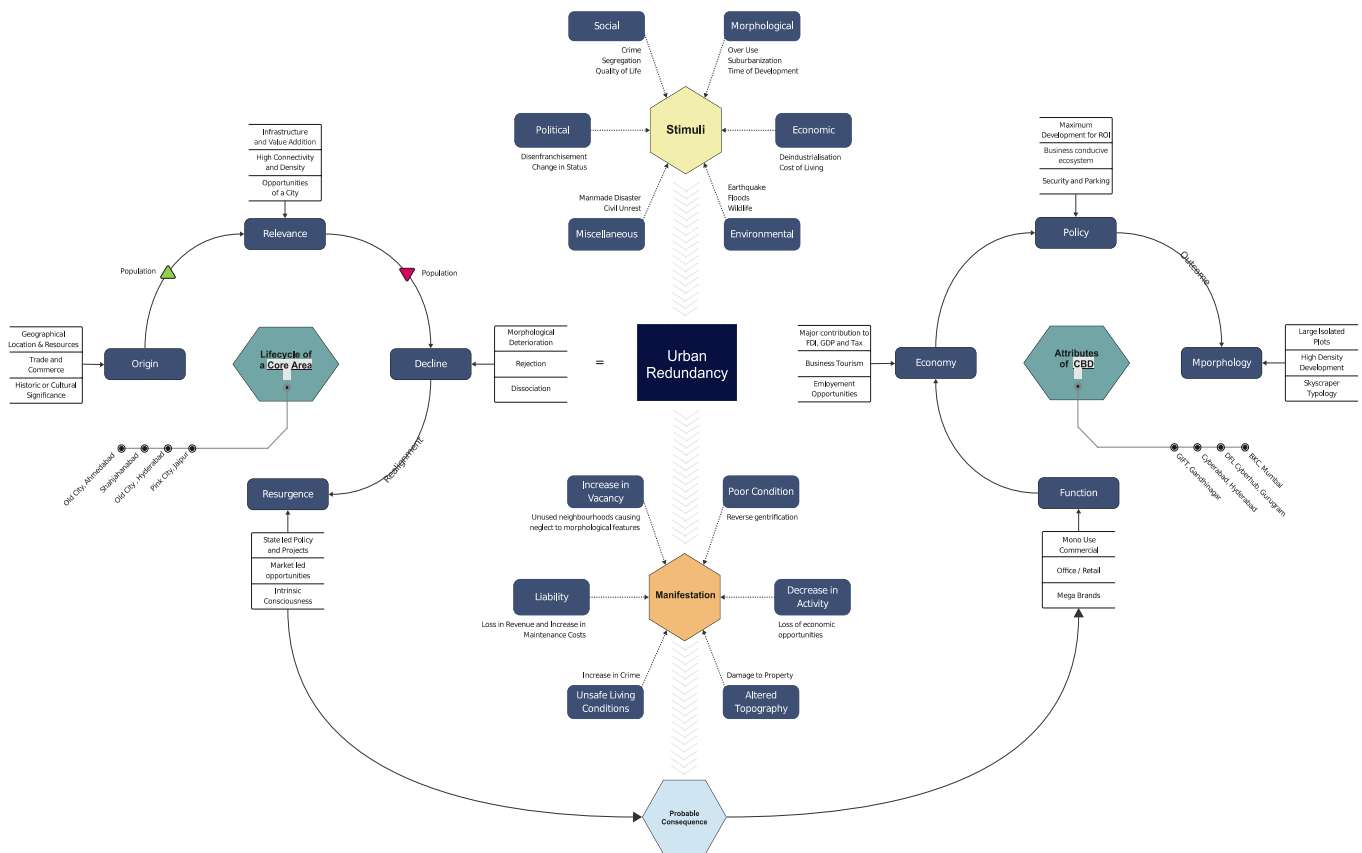 Social
Crime
Segregation
Quality of Life
Morphological
Over Use
Suburbanization
Time of Development
Stimuli
Political
Disenfranchisement
Change in Status
Economic
Deindustrialisation
Cost of Living
Manmade Disaster
Civil Unrest
Miscellaneous
Earthquake
Floods
Wildlife
Environmental
Infrastructure
and Value Addition
High Connectivity
and Density
Opportunities
of a City
Relevance
Population
Population
Geographical
Location & Resources
Trade and
Commerce
Historic or Cultural
Significance
Origin
Lifecycle of
a Core Area
Decline
Morphological
Deterioration
Rejection
Dissociation
=
Urban
Redundancy
Old City, Ahmedabad
Shahjahanabad
Old City , Hyderabad
Pink City, Jaipur
Realignment
Resurgence
State led Policy
and Projects
Market led
opportunities
Intrinsic
Consciousness
Increase in
Vacancy
Unused neighbourhoods causing
neglect to morphological features
Poor Condition
Reverse gentrification
Manifestation
Liability
Loss in Revenue and Increase in
Maintenance Costs
Decrease in
Activity
Loss of economic
opportunities
Increase in Crime
Unsafe Living
Conditions
Damage to Property
Altered
Topography
Probable
Consequence
Maximum
Development for ROI
Business conducive
ecosystem
Security and Parking
Policy
Outcome
Major contribution to
FDI, GDP and Tax
Business Tourism
Emloyement
Opportunities
Economy
Attributes
of CBD
Mporphology
Large Isolated
Plots
High Density
Development
Skyscraper
Typology
GIFT, Gandhinagar
Cyberabad, Hyderabad
DFL Cyberhub, Gurugram
BKC, Mumbai
Function
Mono Use
Commercial
Office / Retail
Mega Brands